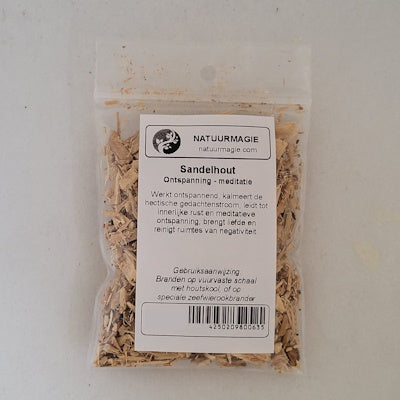 NATUURMAGIE
natuurmagie.com
Sandelhout
Ontspanning - meditatie
Werkt ontspannend, kalmeert de
hectische gedachtenstroom, leidt tot
innerlijke rust en meditatieve
ontspanning, brengt liefde en
reinigt ruimtes van negativiteit
Gebruiksaanwijzing:
Branden op vuurvaste schaal
met houtskool, of op
speciale zeefwierookbrander
4250209800635